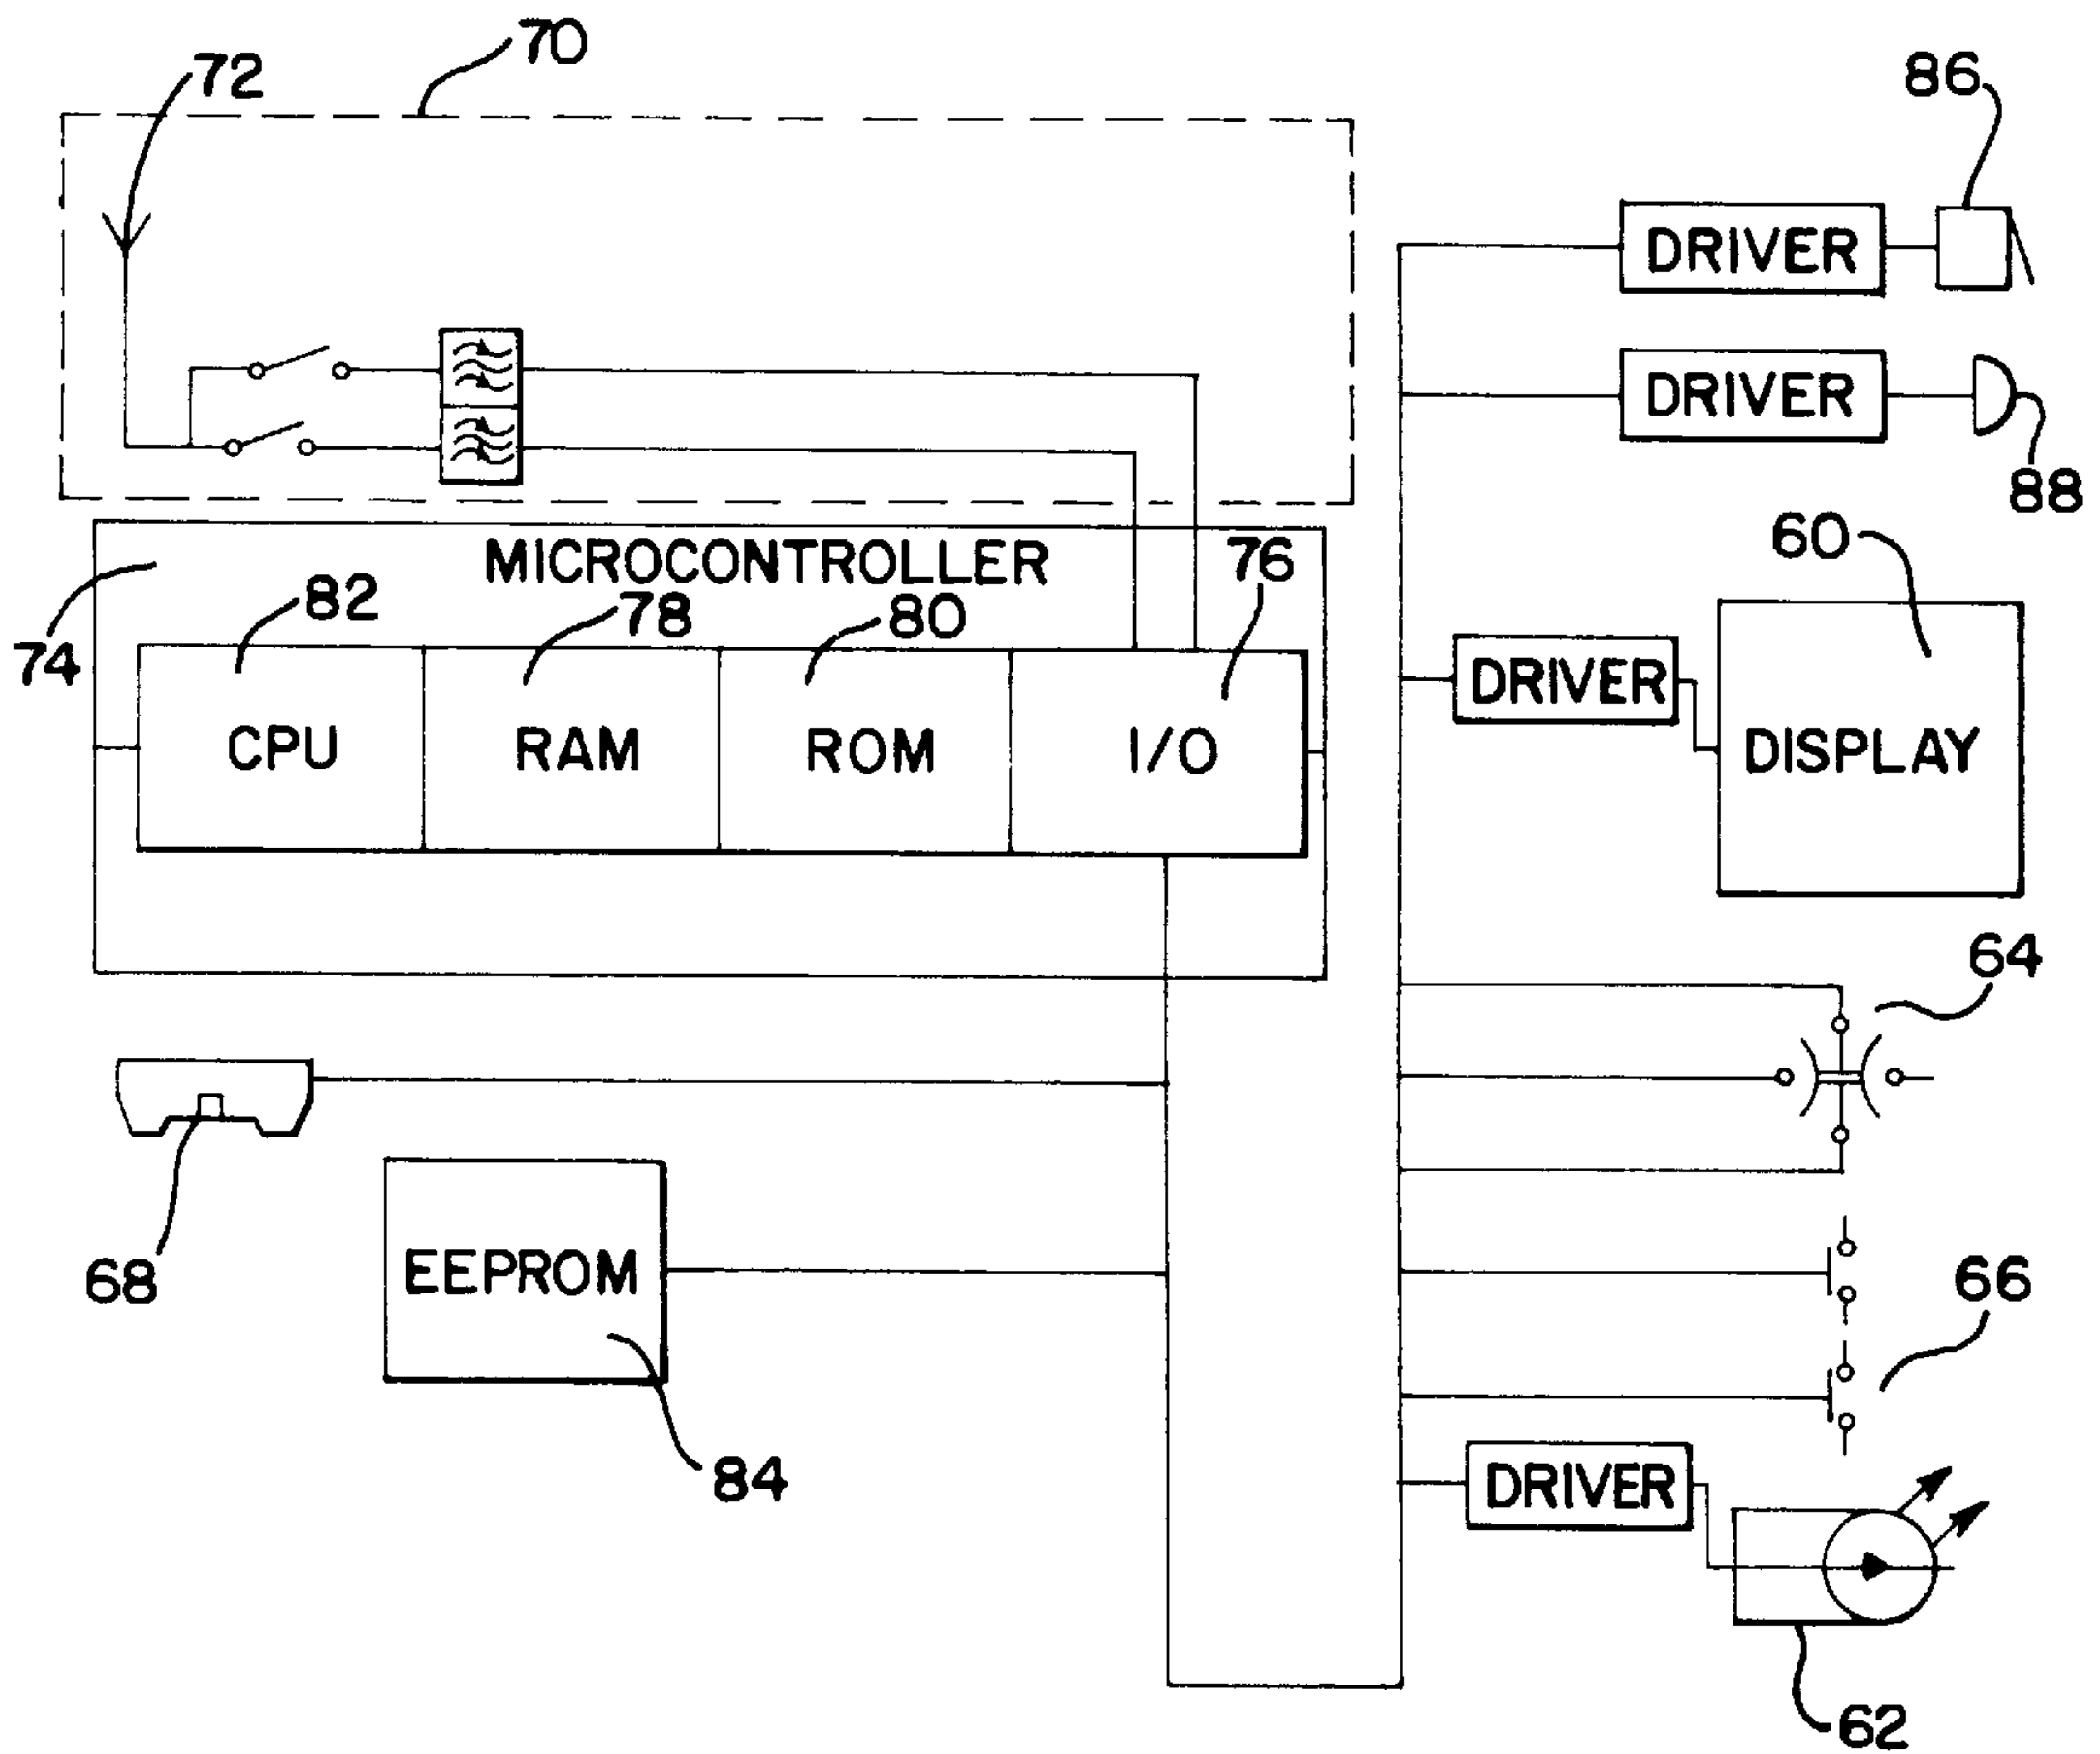 70
72
86
DRIVER
DRIVER
88
MICROCONTROLLER
76
60
82
78
80
74
DRIVER
CPU
RAM
ROM
I/O
DISPLAY
64
68
EEPROM
66
84
DRIVER
62